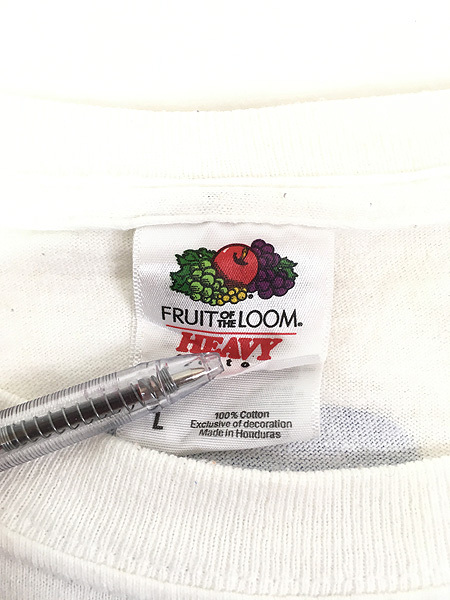 FRUIT OF THE LOOM®
HEAVY
L
100% Cotton
Exclusive of decoration
Made in Honduras